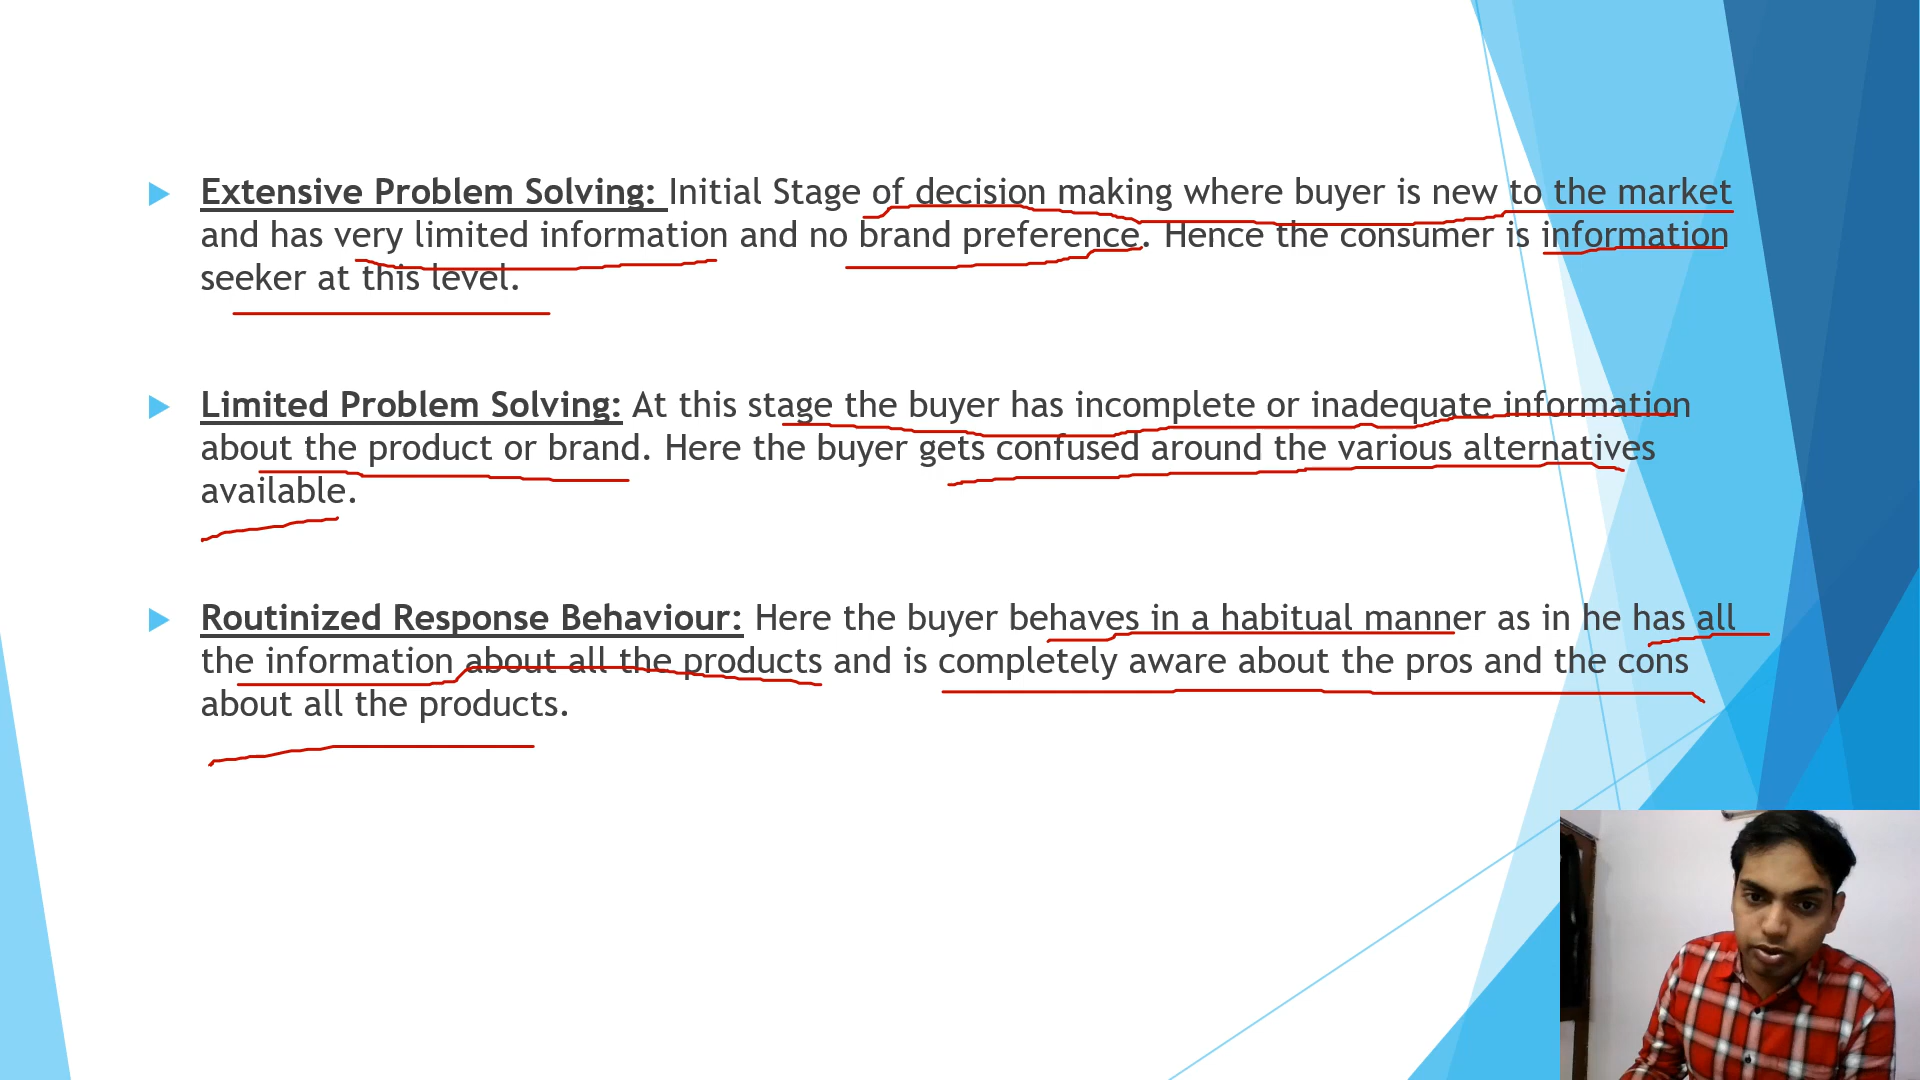 Extensive Problem Solving: Initial Stage of decision making where buyer is new to the market
and has very limited information and no brand preference. Hence the consumer is information
seeker at this level.
Limited Problem Solving: At this stage the buyer has incomplete or inadequate information
about the product or brand. Here the buyer gets confused around the various alternatives
available.
Routinized Response Behaviour: Here the buyer behaves in a habitual manner as in he has all
the information about all the products and is completely aware about the pros and the cons
about all the products.